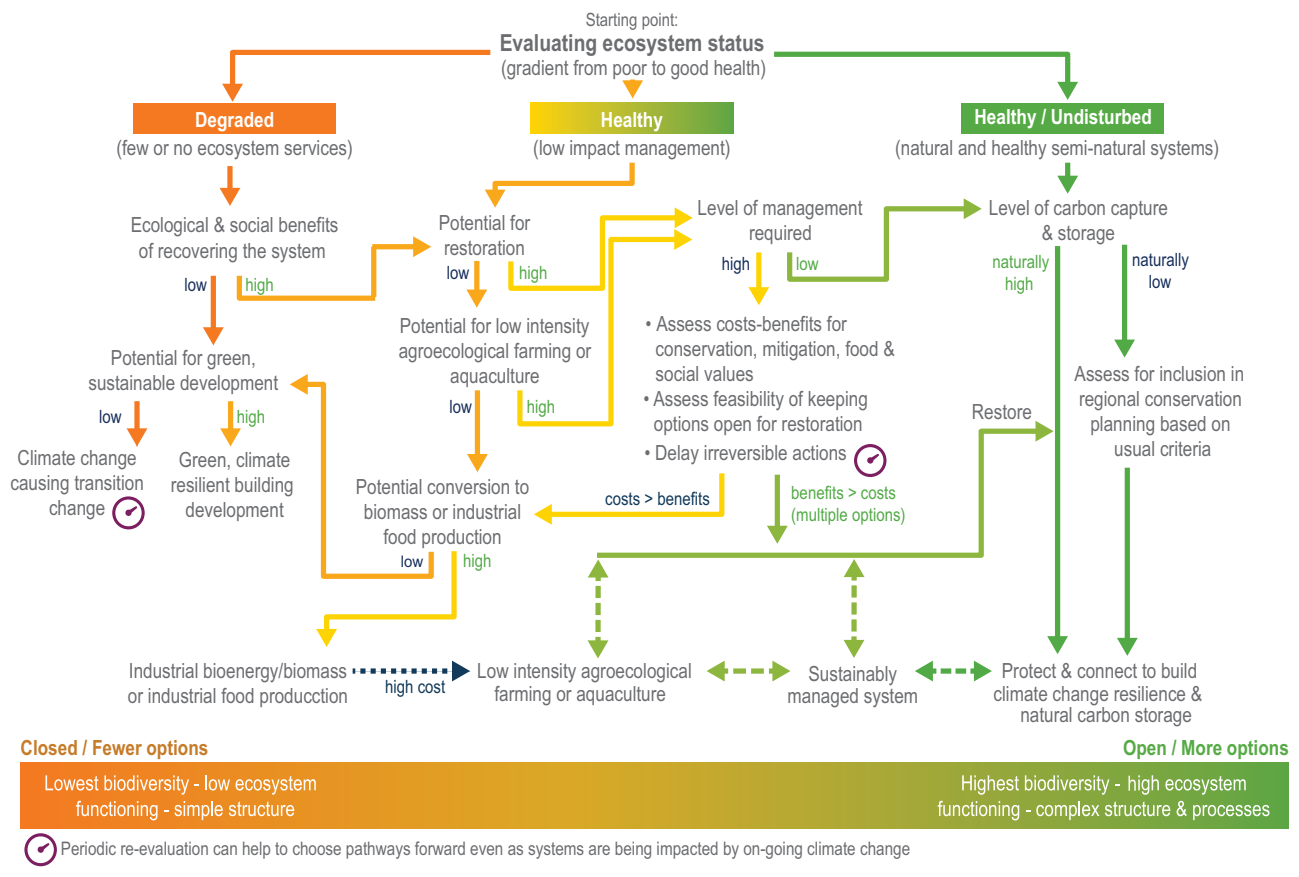 Starting point:
Evaluating ecosystem status
(gradient from poor to good health)
Degraded
(few or no ecosystem services)
Healthy
(low impact management)
Healthy / Undisturbed
(natural and healthy semi-natural systems)
Ecological & social benefits
of recovering the system
low
high
Potential for
restoration
low
high
Level of management
required
high
low
Level of carbon capture
& storage
naturally
high
naturally
low
Potential for green,
sustainable development
low
high
Climate change
causing transition
change
Green, climate
resilient building
development
Potential for low intensity
agroecological farming or
aquaculture
low
high
• Assess costs-benefits for
conservation, mitigation, food &
social values
• Assess feasibility of keeping
options open for restoration
• Delay irreversible actions
costs > benefits
benefits > costs
(multiple options)
Restore
Assess for inclusion in
regional conservation
planning based on
usual criteria
Potential conversion to
biomass or industrial
food production
low
high
Industrial bioenergy/biomass
or industrial food producction
high cost
Low intensity agroecological
farming or aquaculture
Sustainably
managed system
Protect & connect to build
climate change resilience &
natural carbon storage
Closed / Fewer options
Open / More options
Lowest biodiversity - low ecosystem
functioning - simple structure
Highest biodiversity - high ecosystem
functioning - complex structure & processes
Periodic re-evaluation can help to choose pathways forward even as systems are being impacted by on-going climate change